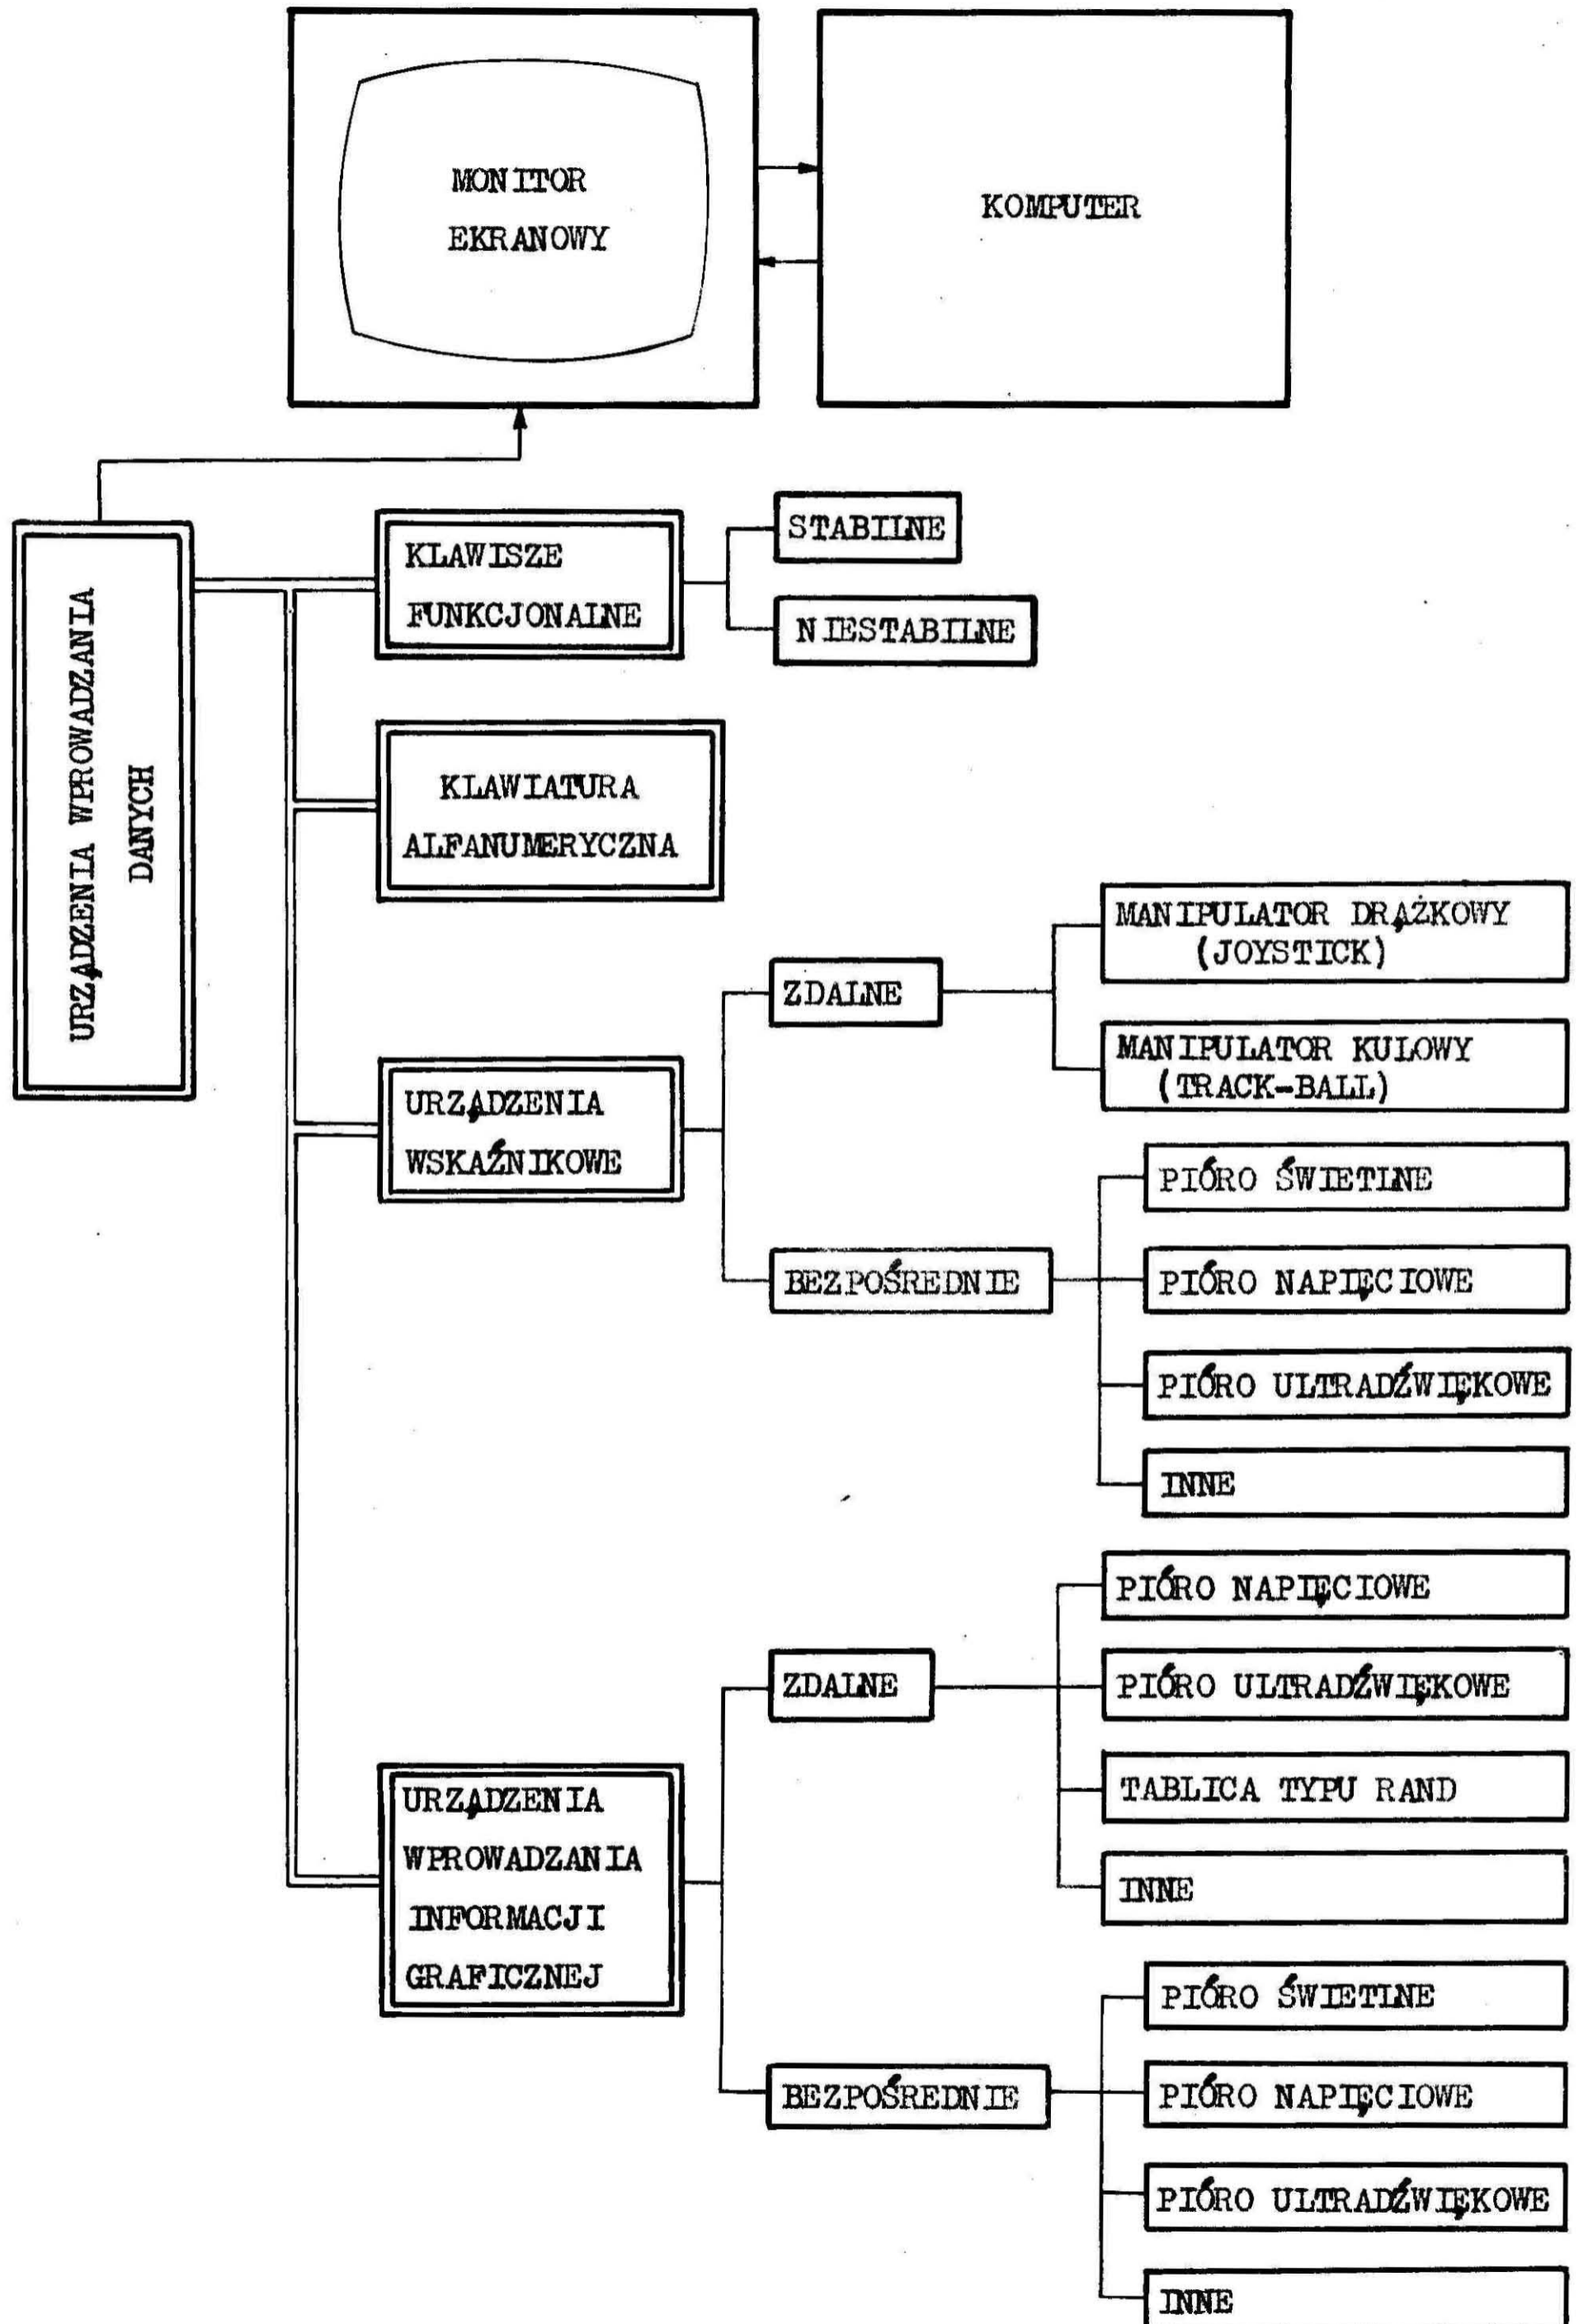 MONITOR
EKRANOWY
KOMPUTER
URZĄDZENIA WPROWADZANIA
DANYCH
KLAWISZE
FUNKCJONALNE
STABILNE
NIESTABILNE
KLAWIATURA
ALFANUMERYCZNA
URZĄDZENIA
WSKAŹNIKOWE
ZDALNE
MANIPULATOR DRĄŻKOWY
(JOYSTICK)
MANIPULATOR KULOWY
(TRACK-BALL)
BEZPOŚREDNIE
PIÓRO ŚWIETLNE
PIÓRO NAPIĘCIOWE
PIÓRO ULTRADŹWIĘKOWE
INNE
URZĄDZENIA
WPROWADZANIA
INFORMACJI
GRAFICZNEJ
ZDALNE
PIÓRO NAPIĘCIOWE
PIÓRO ULTRADŹWIĘKOWE
TABLICA TYPU RAND
INNE
BEZPOŚREDNIE
PIÓRO ŚWIETLNE
PIÓRO NAPIĘCIOWE
PIÓRO ULTRADŹWIĘKOWE
INNE